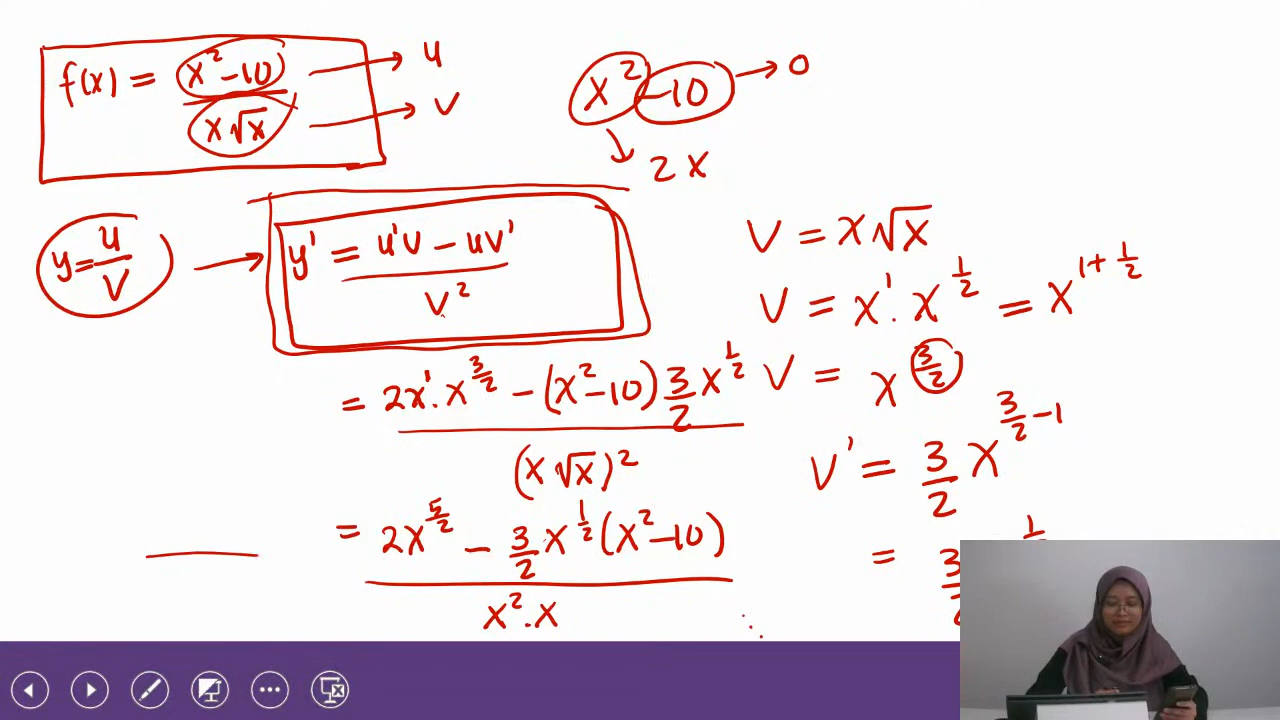 f(x) = x² - 10 / x√x → u → v
x² - 10 → 0
↓ 2x
y = u/v → y' = u'v - uv' / v²
v = x√x
v = x¹ . x^(1/2) = x^(1 + 1/2)
v = x^(3/2)
= 2x¹ . x^(3/2) - (x² - 10) 3/2 x^(1/2) / (x√x)²
v' = 3/2 x^(3/2 - 1)
= 2x^(5/2) - 3/2 x^(1/2) (x² - 10) / x² . x
=